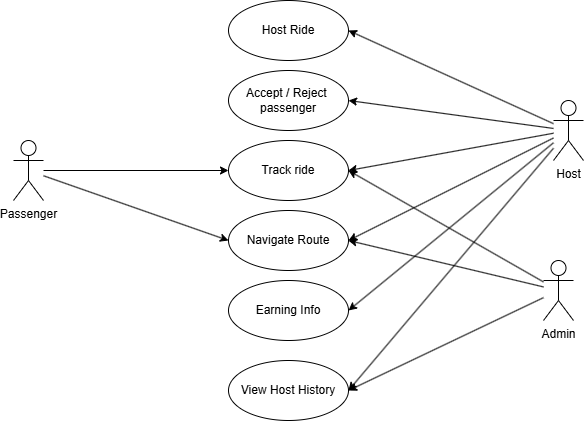 Host Ride
Accept / Reject
passenger
Track ride
Host
Passenger
Navigate Route
Earning Info
Admin
View Host History